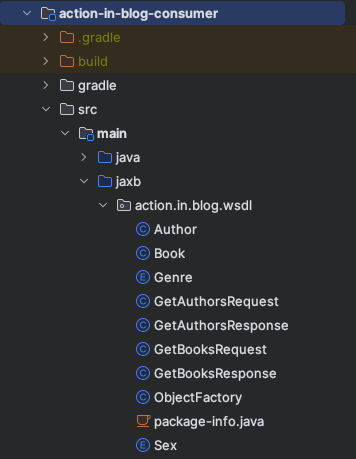 action-in-blog-consumer
.gradle
build
gradle
src
main
java
jaxb
action.in.blog.wsdl
Author
Book
Genre
GetAuthorsRequest
GetAuthorsResponse
GetBooksRequest
GetBooksResponse
ObjectFactory
package-info.java
Sex